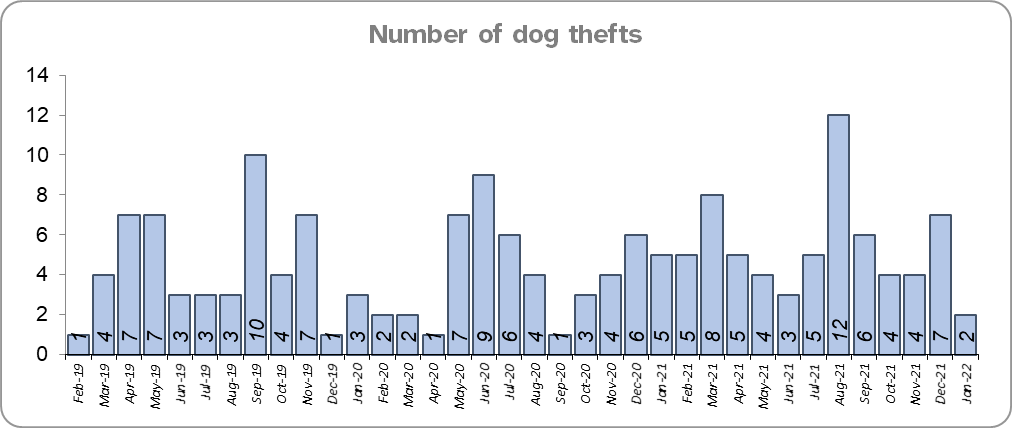 Number of dog thefts
14
12
10
8
6
4
2
0
1 4 7 7 3 3 3 10 4 7 1 3 2 2 1 7 9 6 4 1 3 4 6 5 5 8 5 4 3 5 12 6 4 4 7 2
Feb-19 Mar-19 Apr-19 May-19 Jun-19 Jul-19 Aug-19 Sep-19 Oct-19 Nov-19 Dec-19 Jan-20 Feb-20 Mar-20 Apr-20 May-20 Jun-20 Jul-20 Aug-20 Sep-20 Oct-20 Nov-20 Dec-20 Jan-21 Feb-21 Mar-21 Apr-21 May-21 Jun-21 Jul-21 Aug-21 Sep-21 Oct-21 Nov-21 Dec-21 Jan-22